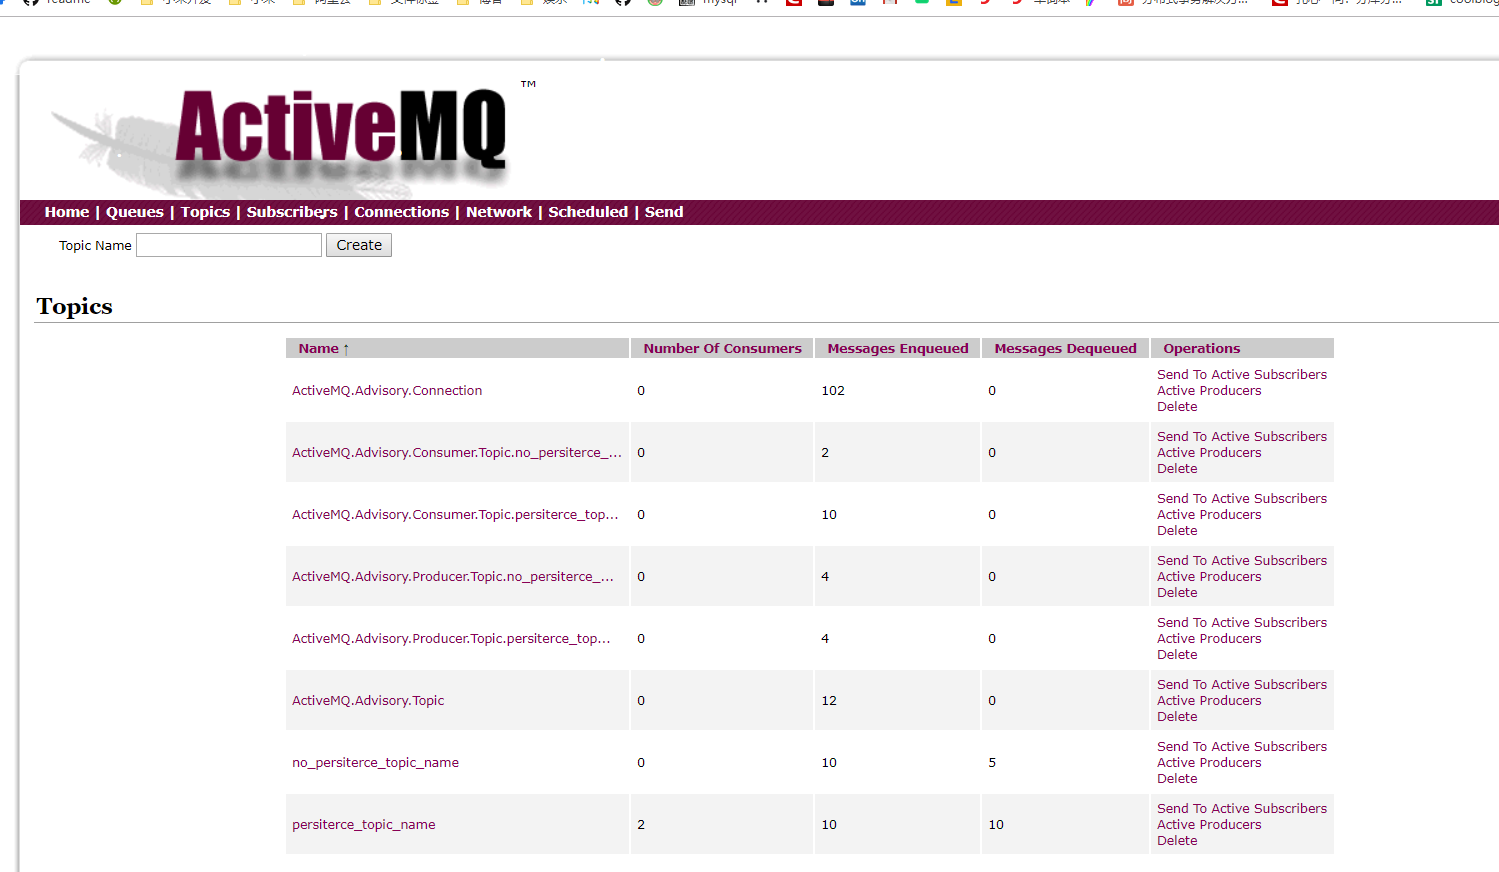 readme
mysql
ActiveMQ ™
Home | Queues | Topics | Subscribers | Connections | Network | Scheduled | Send
Topic Name Create
Topics
Name ↑ Number Of Consumers Messages Enqueued Messages Dequeued Operations
ActiveMQ.Advisory.Connection 0 102 0 Send To Active Subscribers
Active Producers
Delete
ActiveMQ.Advisory.Consumer.Topic.no_persiterce_... 0 2 0 Send To Active Subscribers
Active Producers
Delete
ActiveMQ.Advisory.Consumer.Topic.persiterce_top... 0 10 0 Send To Active Subscribers
Active Producers
Delete
ActiveMQ.Advisory.Producer.Topic.no_persiterce_... 0 4 0 Send To Active Subscribers
Active Producers
Delete
ActiveMQ.Advisory.Producer.Topic.persiterce_top... 0 4 0 Send To Active Subscribers
Active Producers
Delete
ActiveMQ.Advisory.Topic 0 12 0 Send To Active Subscribers
Active Producers
Delete
no_persiterce_topic_name 0 10 5 Send To Active Subscribers
Active Producers
Delete
persiterce_topic_name 2 10 10 Send To Active Subscribers
Active Producers
Delete